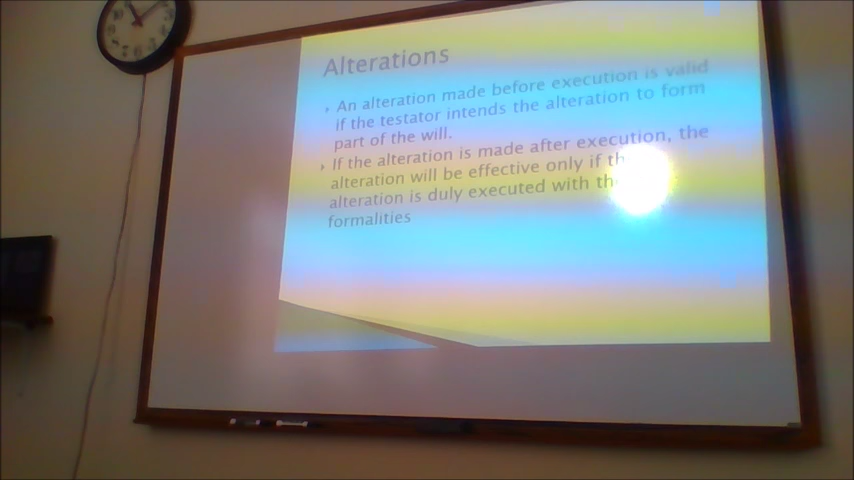 Alterations
An alteration made before execution is valid
if the testator intends the alteration to form
part of the will.
If the alteration is made after execution, the
alteration will be effective only if
alteration is duly executed with
formalities